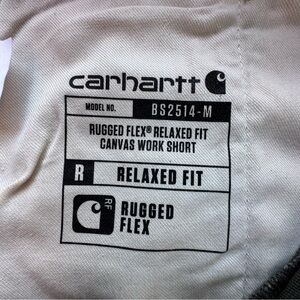 carhartt
MODEL NO. BS2514-M
RUGGED FLEX® RELAXED FIT
CANVAS WORK SHORT
R RELAXED FIT
RF RUGGED
FLEX